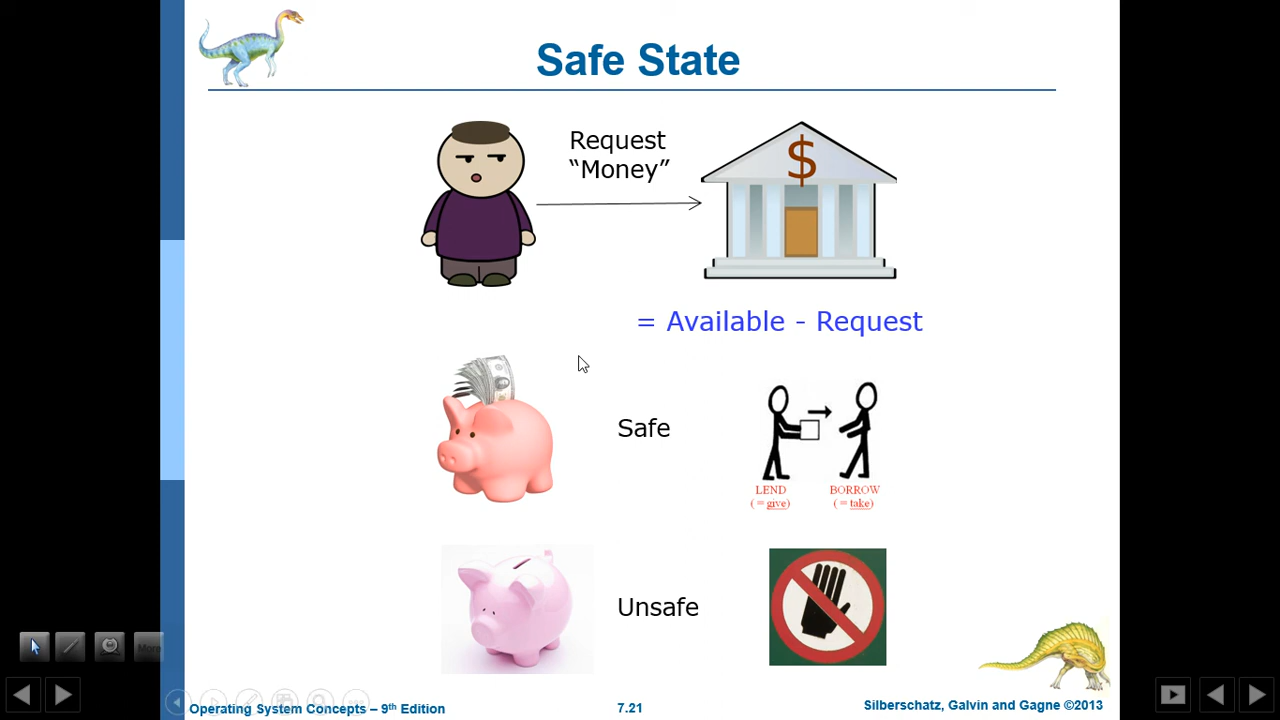 Safe State
Request
“Money”
$
= Available - Request
Safe
LEND
( = give)
BORROW
( = take)
Unsafe
More
Operating System Concepts – 9th Edition
7.21
Silberschatz, Galvin and Gagne ©2013